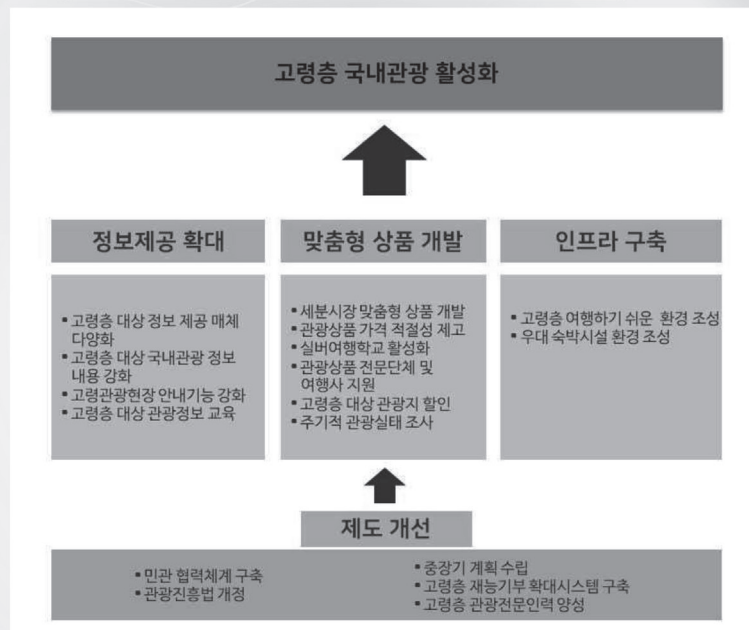 고령층 국내관광 활성화
정보제공 확대
▪ 고령층 대상 정보 제공 매체
다양화
▪ 고령층 대상 국내관광 정보
내용 강화
▪ 고령관광현장 안내기능 강화
▪ 고령층 대상 관광정보 교육
맞춤형 상품 개발
▪ 세분시장 맞춤형 상품 개발
▪ 관광상품 가격 적절성 제고
▪ 실버여행학교 활성화
▪ 관광상품 전문단체 및
여행사 지원
▪ 고령층 대상 관광지 할인
▪ 주기적 관광실태 조사
인프라 구축
▪ 고령층 여행하기 쉬운 환경 조성
▪ 우대 숙박시설 환경 조성
제도 개선
▪ 민관 협력체계 구축
▪ 관광진흥법 개정
▪ 중장기 계획 수립
▪ 고령층 재능기부 확대시스템 구축
▪ 고령층 관광전문인력 양성